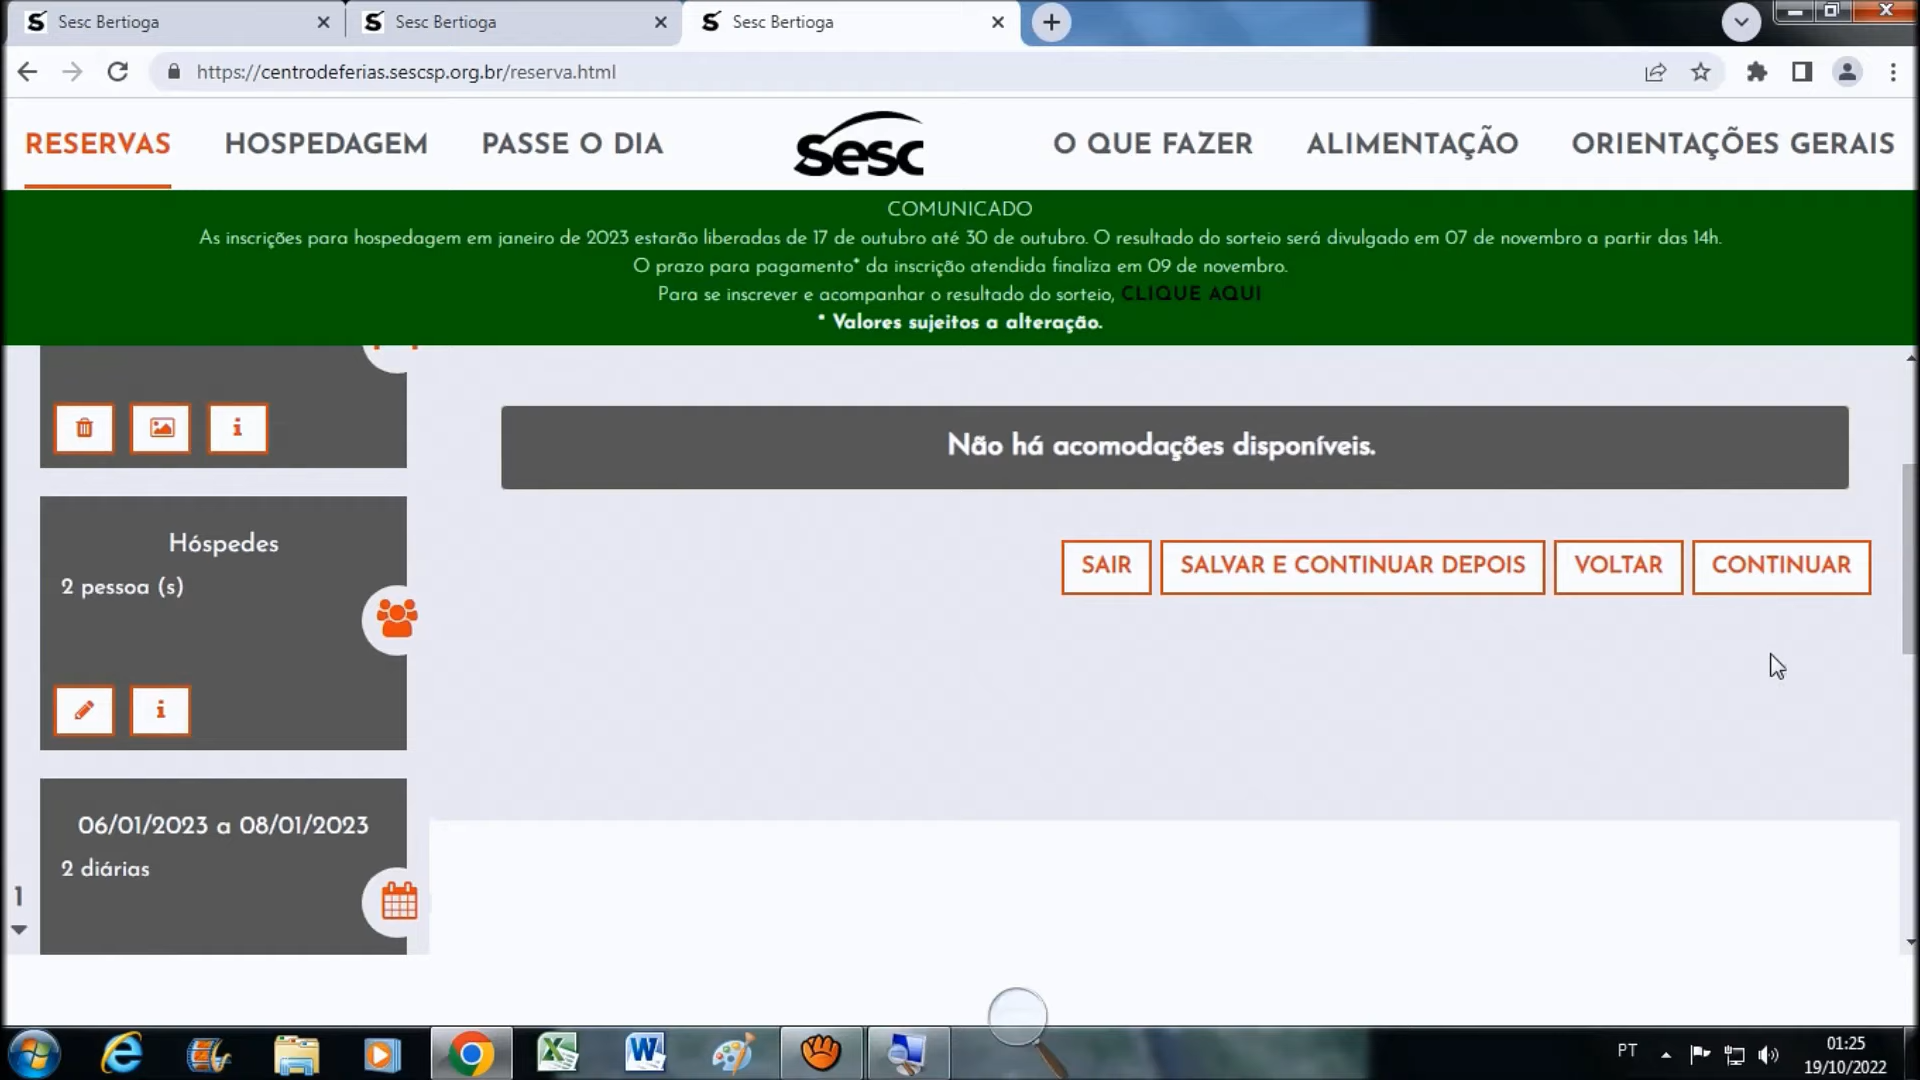 Sesc Bertioga
Sesc Bertioga
Sesc Bertioga
https://centrodeferias.sescsp.org.br/reserva.html
RESERVAS
HOSPEDAGEM
PASSE O DIA
Sesc
O QUE FAZER
ALIMENTAÇÃO
ORIENTAÇÕES GERAIS
COMUNICADO
As inscrições para hospedagem em janeiro de 2023 estarão liberadas de 17 de outubro até 30 de outubro. O resultado do sorteio será divulgado em 07 de novembro a partir das 14h.
O prazo para pagamento* da inscrição atendida finaliza em 09 de novembro.
Para se inscrever e acompanhar o resultado do sorteio, CLIQUE AQUI
* Valores sujeitos a alteração.
Não há acomodações disponíveis.
SAIR
SALVAR E CONTINUAR DEPOIS
VOLTAR
CONTINUAR
Hóspedes
2 pessoa (s)
06/01/2023 a 08/01/2023
2 diárias
1
PT
01:25
19/10/2022